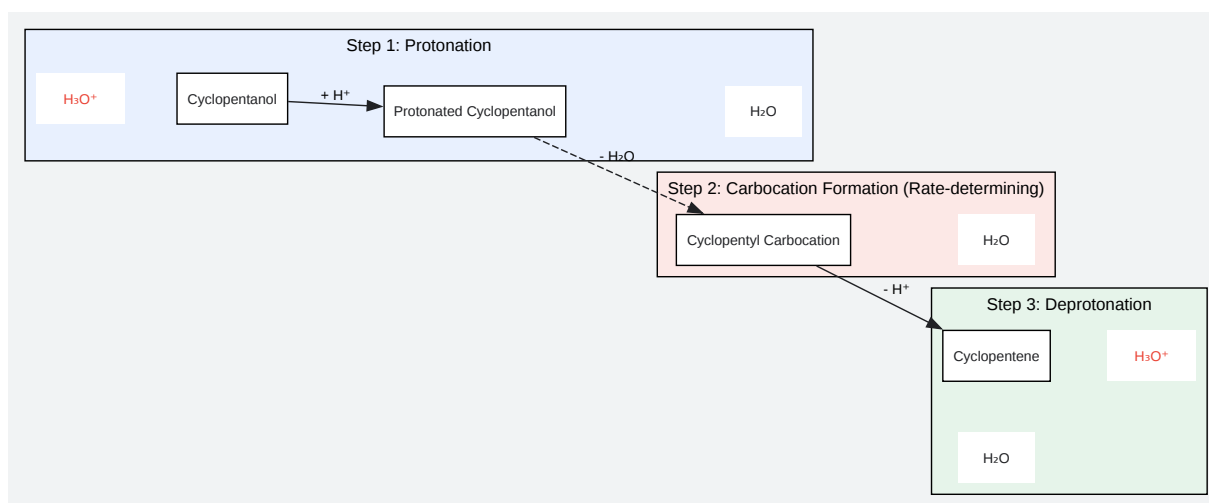 Step 1: Protonation
H₃O⁺
Cyclopentanol
+ H⁺
Protonated Cyclopentanol
H₂O
- H₂O
Step 2: Carbocation Formation (Rate-determining)
Cyclopentyl Carbocation
H₂O
- H⁺
Step 3: Deprotonation
Cyclopentene
H₃O⁺
H₂O